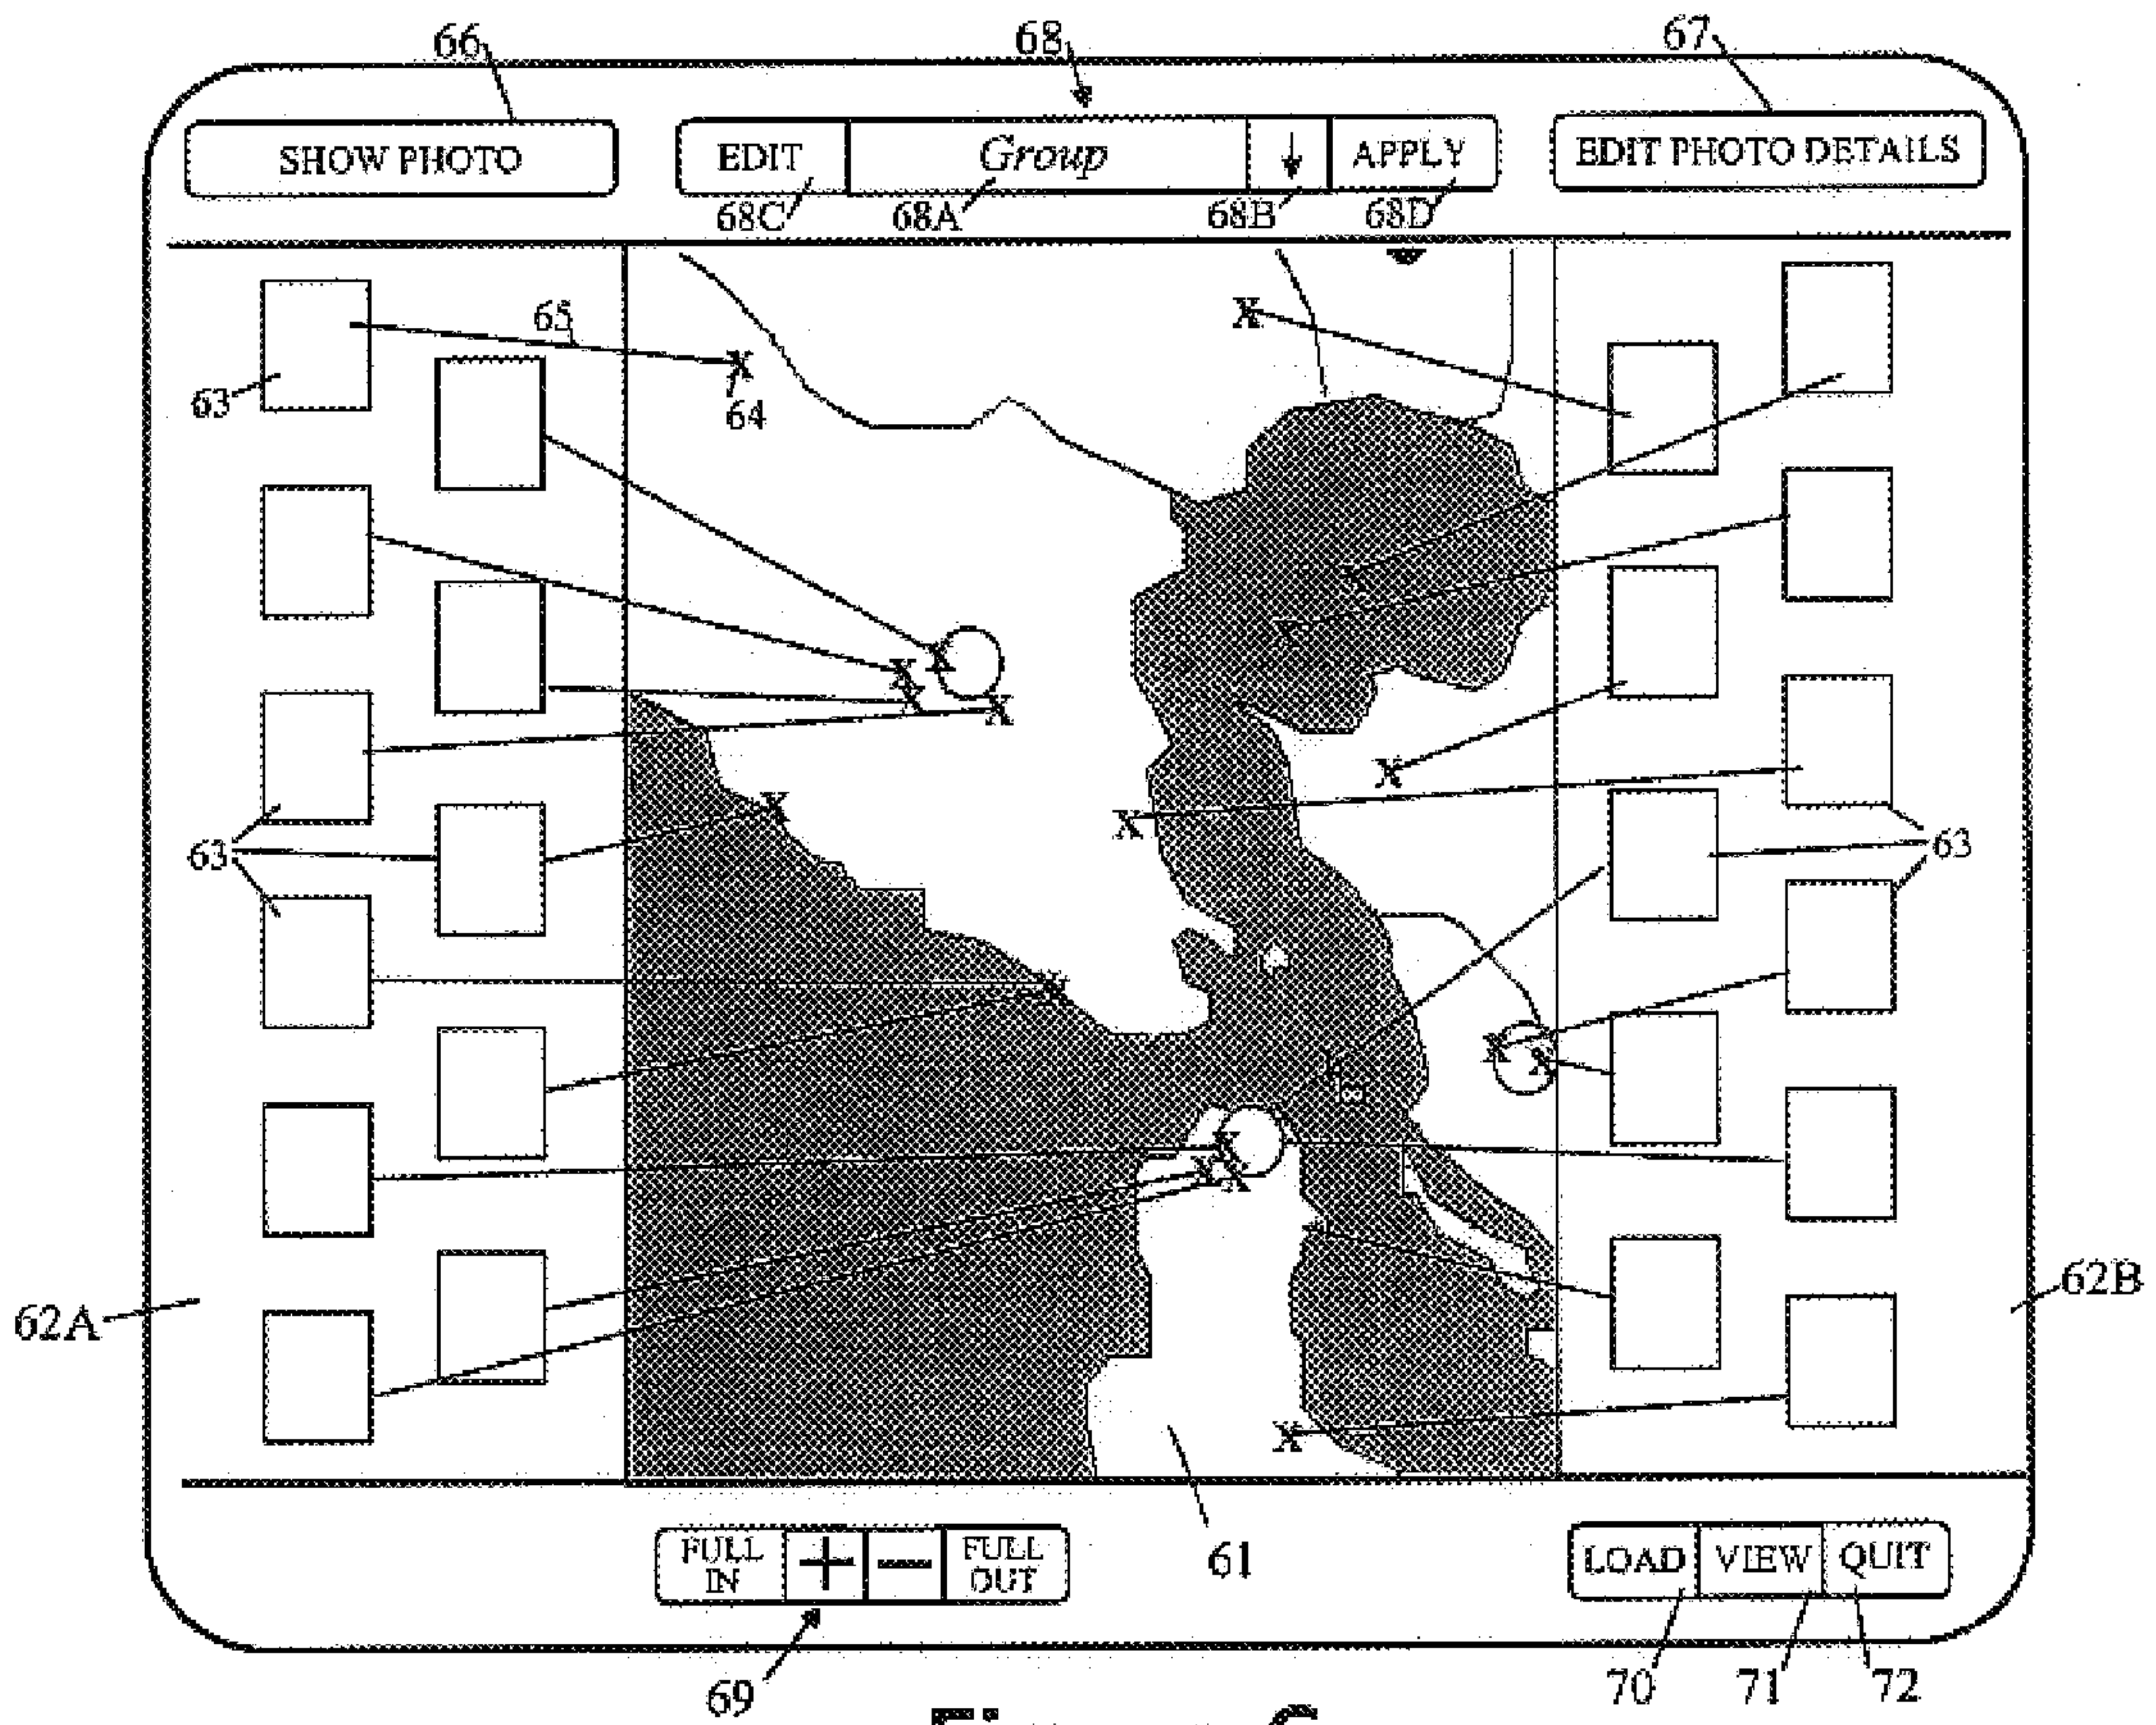 66 68 67
SHOW PHOTO EDIT Group ↓ APPLY EDIT PHOTO DETAILS
68C 68A 68B 68D
X
65
X
63 64
X
X X
X X
X
X
X
63 63
X
X
X
X
X X
62A 62B
X
FULL IN + − FULL OUT 61 LOAD VIEW QUIT
69 70 71 72